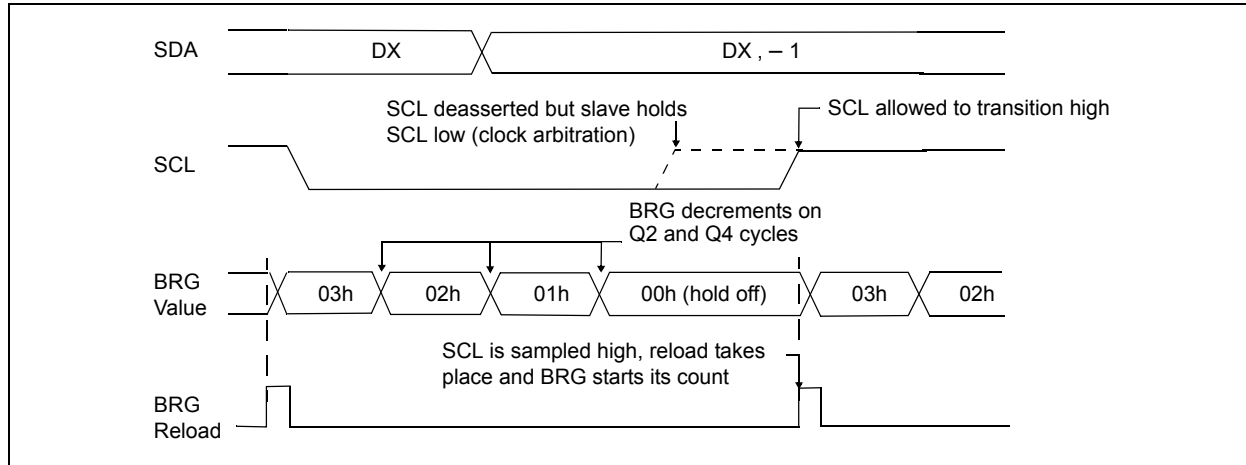 SDA
DX
DX , – 1
SCL deasserted but slave holds
SCL low (clock arbitration)
SCL allowed to transition high
SCL
BRG decrements on
Q2 and Q4 cycles
BRG
Value
03h
02h
01h
00h (hold off)
03h
02h
SCL is sampled high, reload takes
place and BRG starts its count
BRG
Reload